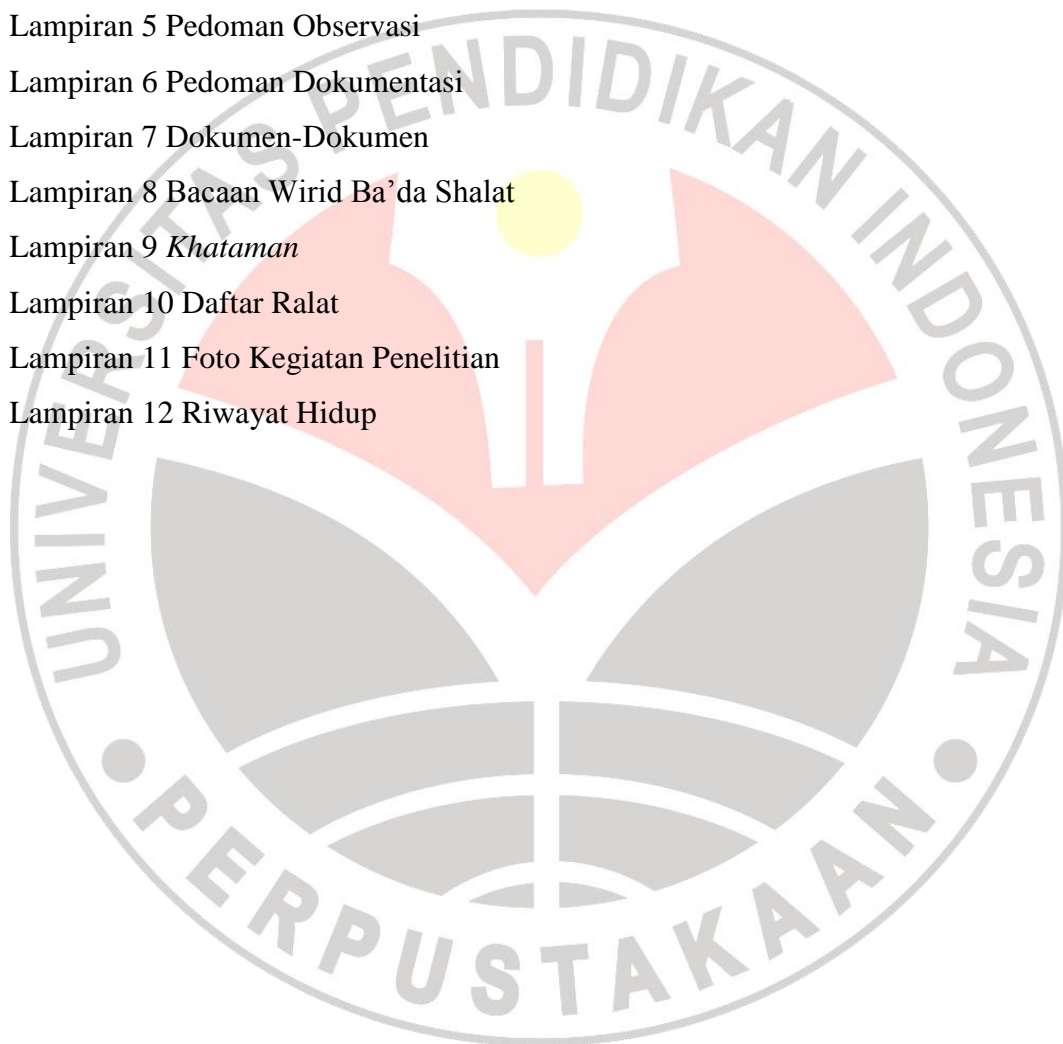 Lampiran 5 Pedoman Observasi
Lampiran 6 Pedoman Dokumentasi
Lampiran 7 Dokumen-Dokumen
Lampiran 8 Bacaan Wirid Ba’da Shalat
Lampiran 9 Khataman
Lampiran 10 Daftar Ralat
Lampiran 11 Foto Kegiatan Penelitian
Lampiran 12 Riwayat Hidup
UNIVERSITAS PENDIDIKAN INDONESIA
PERPUSTAKAAN